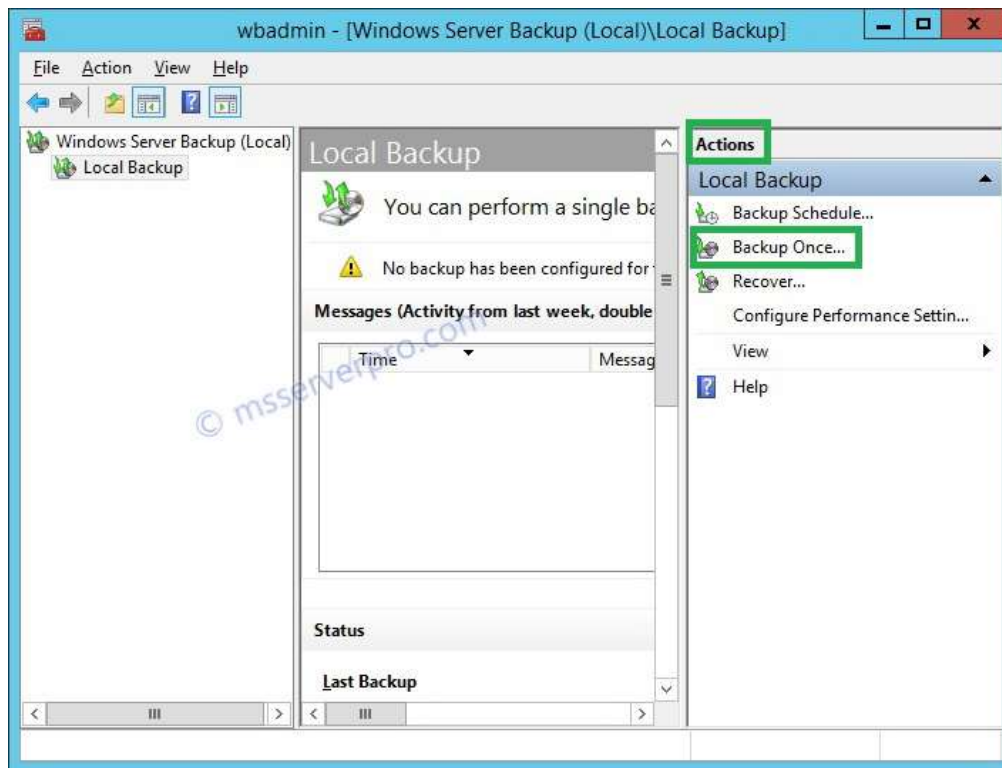 wbadmin - [Windows Server Backup (Local)\Local Backup]
File Action View Help
Windows Server Backup (Local)
Local Backup
Local Backup
You can perform a single ba
No backup has been configured for
Messages (Activity from last week, double
Time Messag
© msserverpro.com
Status
Last Backup
Actions
Local Backup
Backup Schedule...
Backup Once...
Recover...
Configure Performance Settin...
View
Help